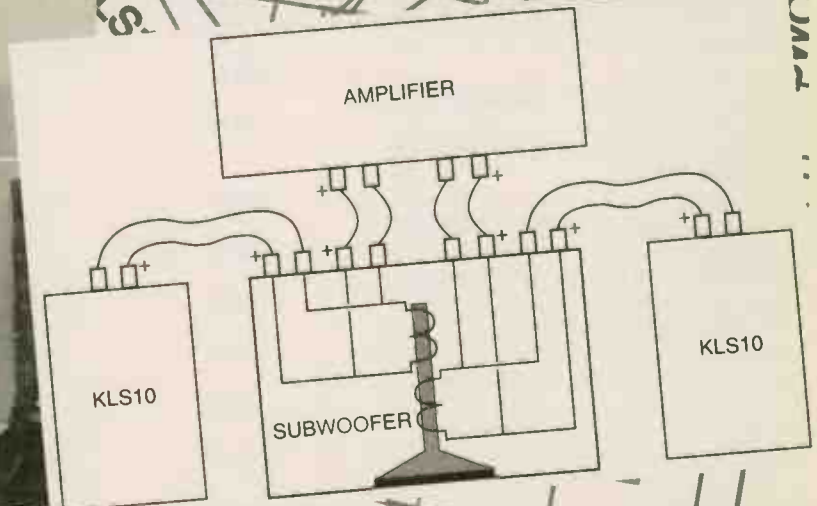 AMPLIFIER
+
+
+
+
+
+
+
+
KLS10
SUBWOOFER
KLS10